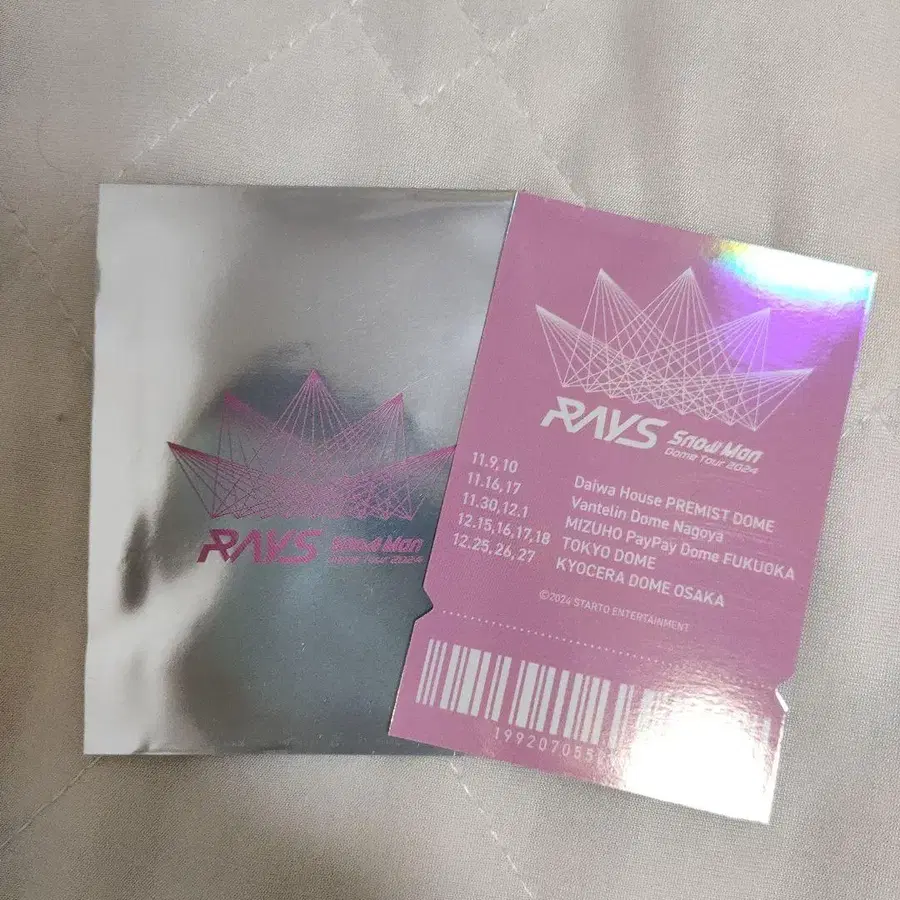 RAYS Snow Man
Dome Tour 2024
RAYS Snow Man
Dome Tour 2024
11.9,10 Daiwa House PREMIST DOME
11.16,17 Vantelin Dome Nagoya
11.30,12.1 MIZUHO PayPay Dome FUKUOKA
12.15,16,17,18 TOKYO DOME
12.25,26,27 KYOCERA DOME OSAKA
©2024 STARTO ENTERTAINMENT
199207055